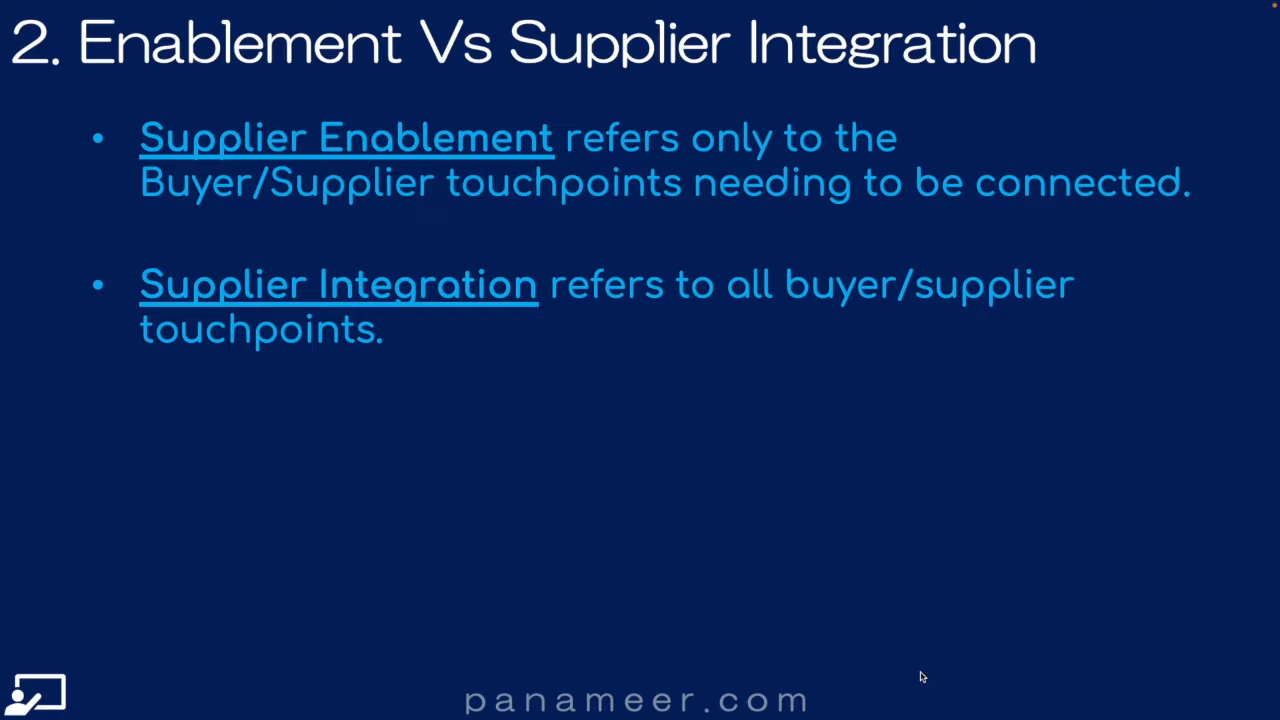 2. Enablement Vs Supplier Integration
• Supplier Enablement refers only to the
Buyer/Supplier touchpoints needing to be connected.
• Supplier Integration refers to all buyer/supplier
touchpoints.
panameer.com